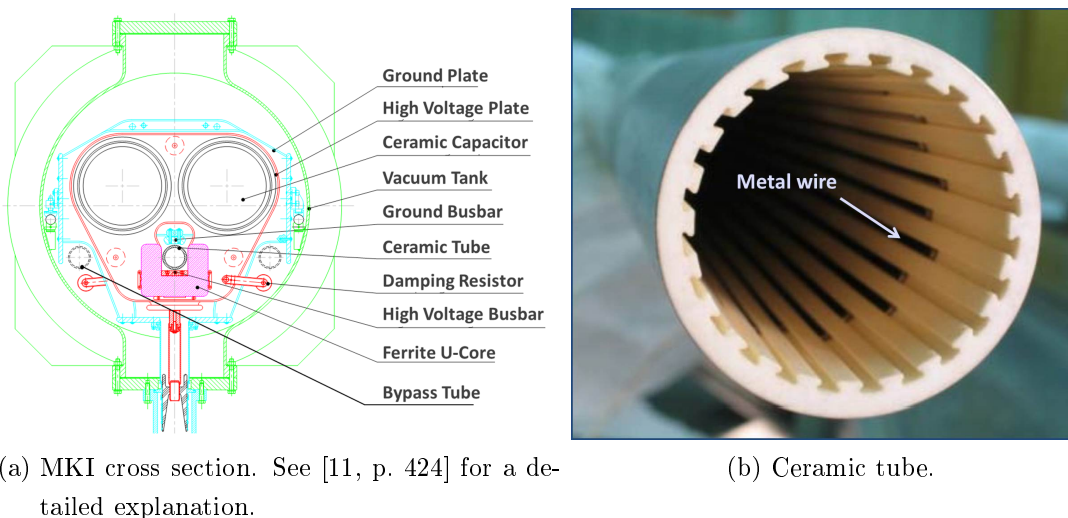 Ground Plate
High Voltage Plate
Ceramic Capacitor
Vacuum Tank
Ground Busbar
Ceramic Tube
Damping Resistor
High Voltage Busbar
Ferrite U-Core
Bypass Tube
Metal wire
(a) MKI cross section. See [11, p. 424] for a de-
tailed explanation.
(b) Ceramic tube.